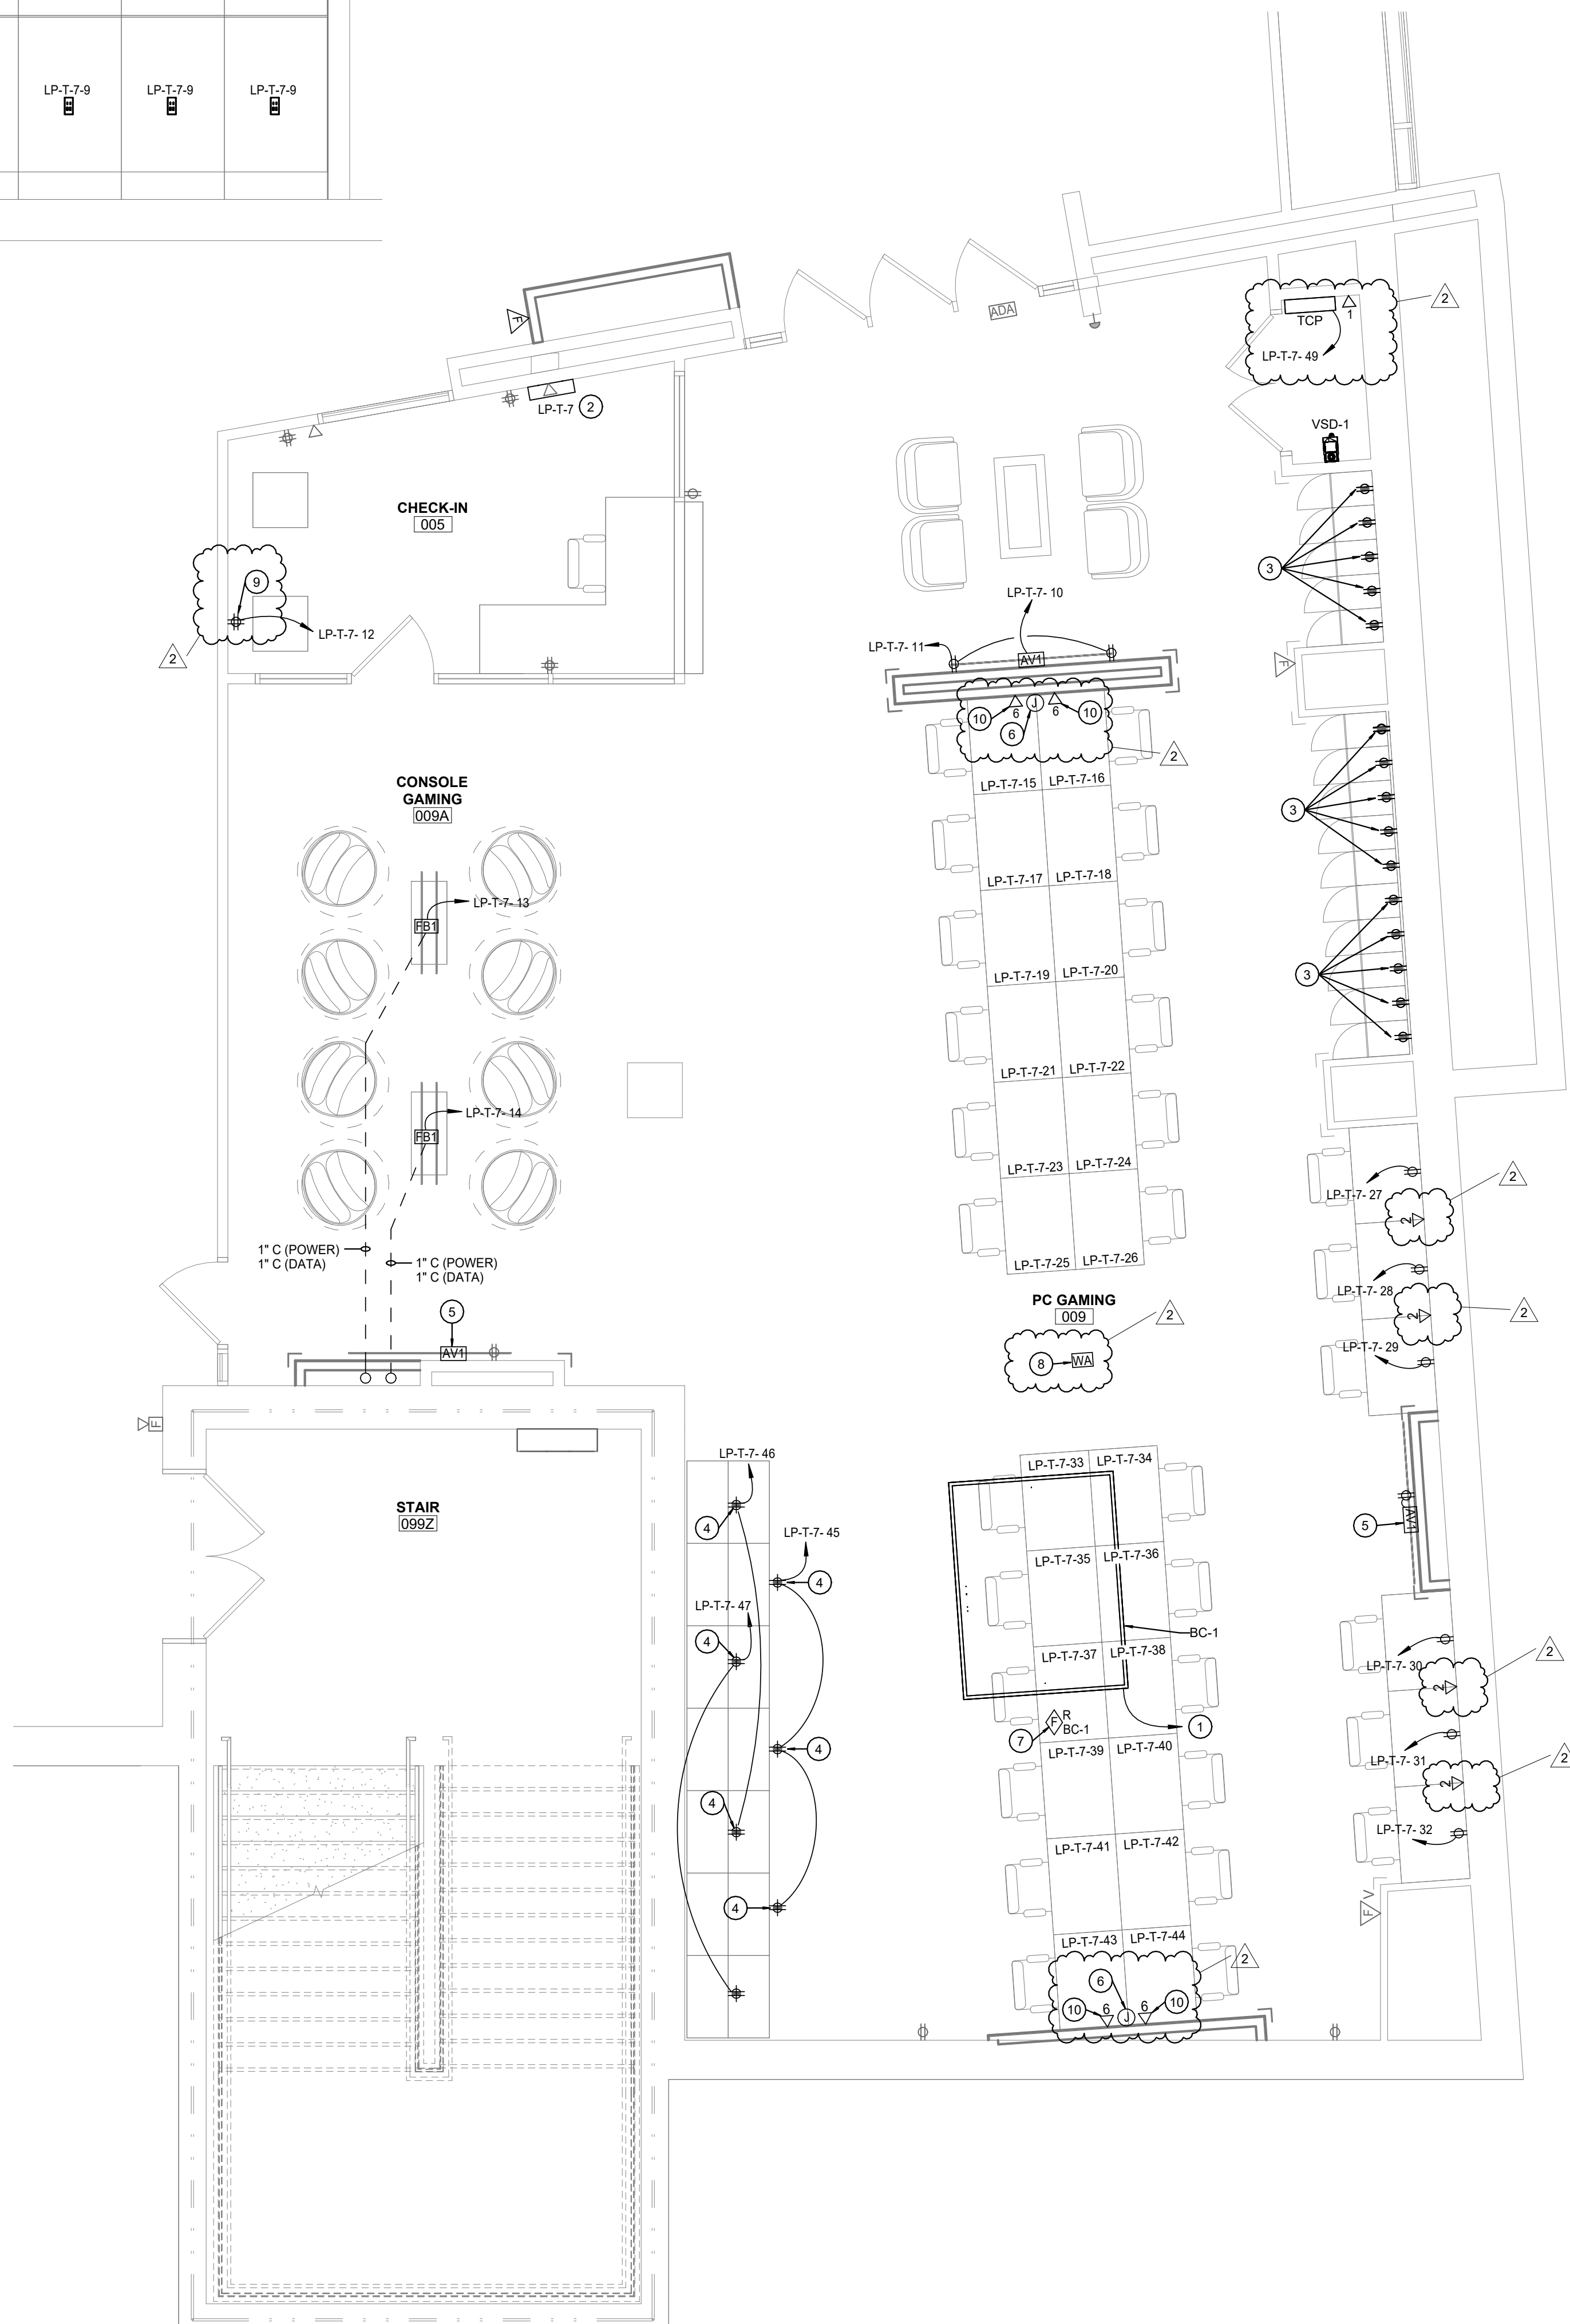 LP-T-7-9
LP-T-7-9
LP-T-7-9
F
ADA
2
TCP
1
LP-T-7- 49
LP-T-7
2
VSD-1
CHECK-IN
005
3
9
LP-T-7- 12
2
LP-T-7- 10
LP-T-7- 11
AV1
F
10
6
J
6
10
6
2
CONSOLE
GAMING
009A
LP-T-7-15
LP-T-7-16
3
LP-T-7-17
LP-T-7-18
LP-T-7- 13
FB1
LP-T-7-19
LP-T-7-20
3
LP-T-7-21
LP-T-7-22
LP-T-7- 14
FB1
LP-T-7-23
LP-T-7-24
LP-T-7- 27
2
2
1" C (POWER)
1" C (DATA)
1" C (POWER)
1" C (DATA)
LP-T-7-25
LP-T-7-26
LP-T-7- 28
2
2
PC GAMING
009
2
5
AV1
8
WA
LP-T-7- 29
F
LP-T-7- 46
LP-T-7-33
LP-T-7-34
STAIR
099Z
4
LP-T-7- 45
5
AV1
4
LP-T-7-35
LP-T-7-36
LP-T-7- 47
4
BC-1
LP-T-7-37
LP-T-7-38
LP-T-7- 30
2
2
F
R
BC-1
7
1
4
LP-T-7-39
LP-T-7-40
LP-T-7- 31
2
2
4
LP-T-7-41
LP-T-7-42
LP-T-7- 32
4
F
V
LP-T-7-43
LP-T-7-44
2
6
10
6
J
6
10